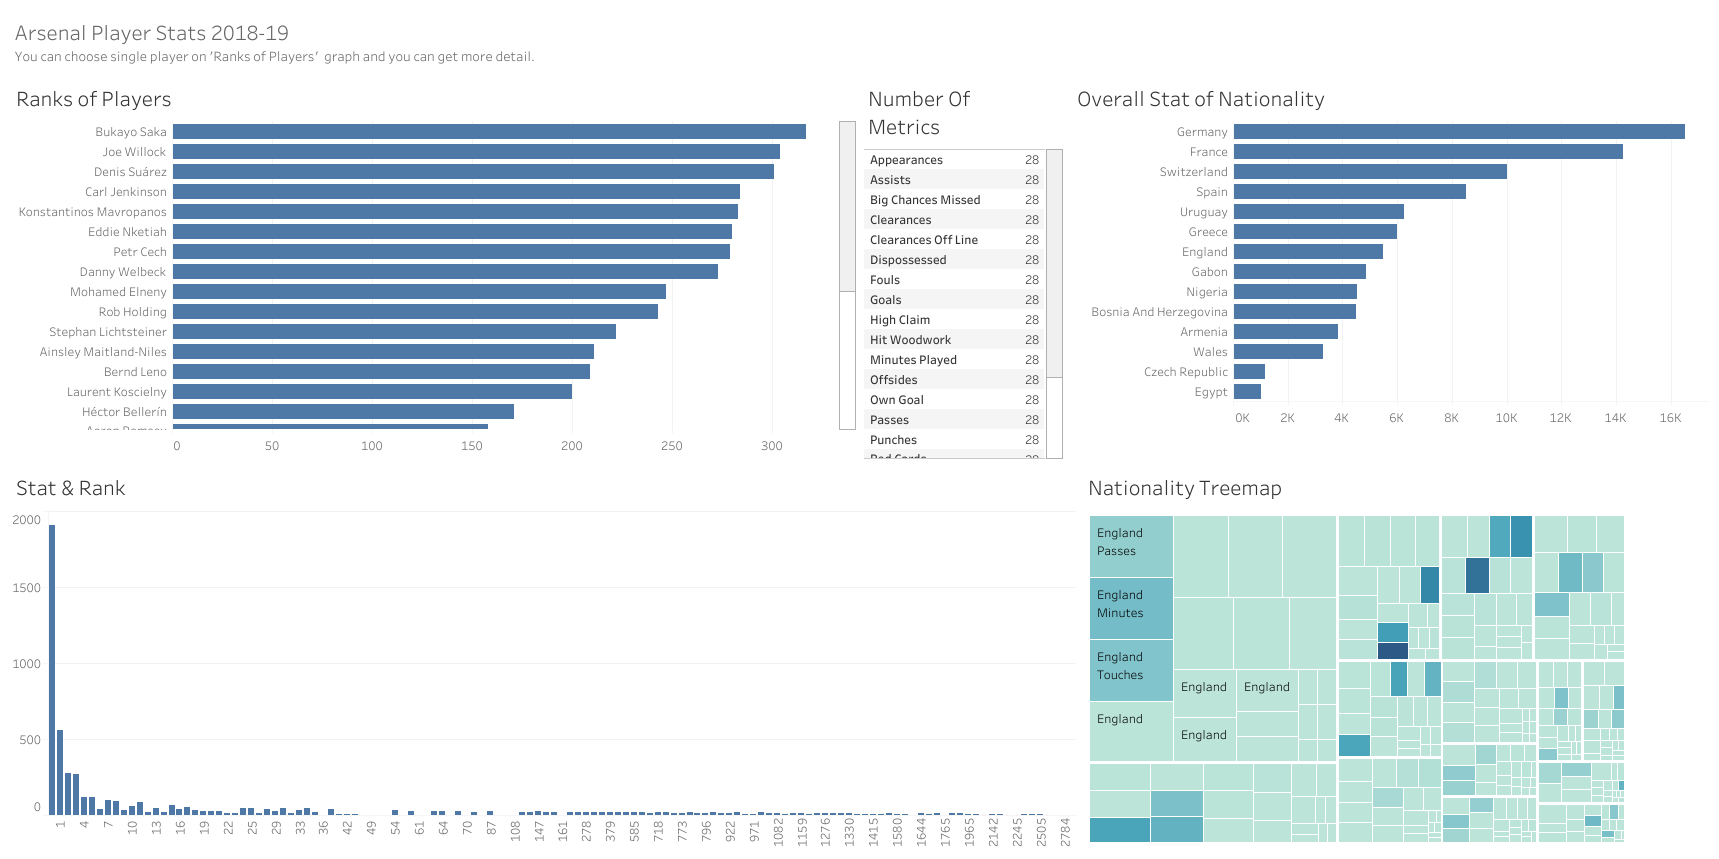 Arsenal Player Stats 2018-19
You can choose single player on 'Ranks of Players' graph and you can get more detail.
Ranks of Players
Bukayo Saka
Joe Willock
Denis Suárez
Carl Jenkinson
Konstantinos Mavropanos
Eddie Nketiah
Petr Cech
Danny Welbeck
Mohamed Elneny
Rob Holding
Stephan Lichtsteiner
Ainsley Maitland-Niles
Bernd Leno
Laurent Koscielny
Héctor Bellerín
Aaron Ramsey
0 50 100 150 200 250 300
Number Of
Metrics
Appearances 28
Assists 28
Big Chances Missed 28
Clearances 28
Clearances Off Line 28
Dispossessed 28
Fouls 28
Goals 28
High Claim 28
Hit Woodwork 28
Minutes Played 28
Offsides 28
Own Goal 28
Passes 28
Punches 28
Red Cards 28
Overall Stat of Nationality
Germany
France
Switzerland
Spain
Uruguay
Greece
England
Gabon
Nigeria
Bosnia And Herzegovina
Armenia
Wales
Czech Republic
Egypt
0K 2K 4K 6K 8K 10K 12K 14K 16K
Stat & Rank
2000
1500
1000
500
0
1 4 7 10 13 16 19 22 25 29 33 36 42 49 54 61 64 70 87 108 147 161 278 379 585 718 773 796 922 971 1082 1159 1276 1330 1415 1580 1644 1765 1965 2142 2245 2505 2784
Nationality Treemap
England
Passes
England
Minutes
England
Touches
England
England
England
England